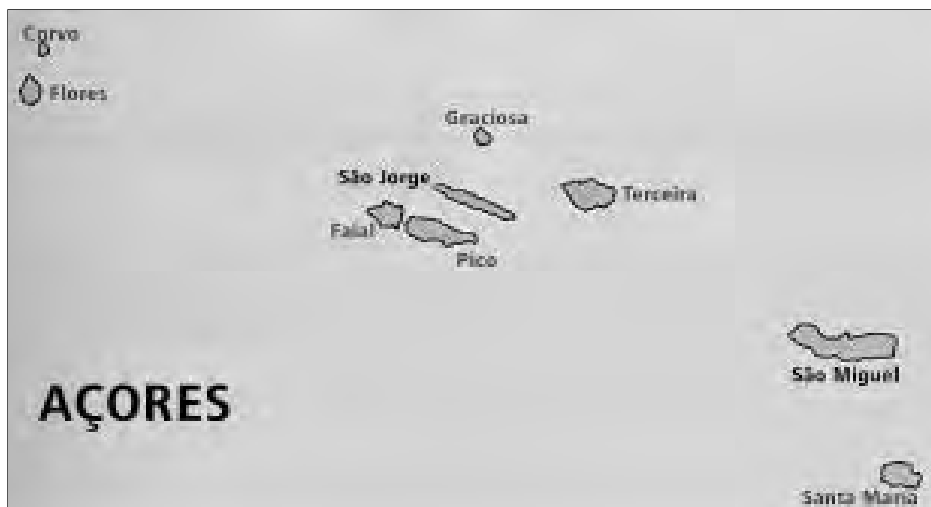 Corvo
Flores
Graciosa
São Jorge
Terceira
Faial
Pico
São Miguel
AÇORES
Santa Maria